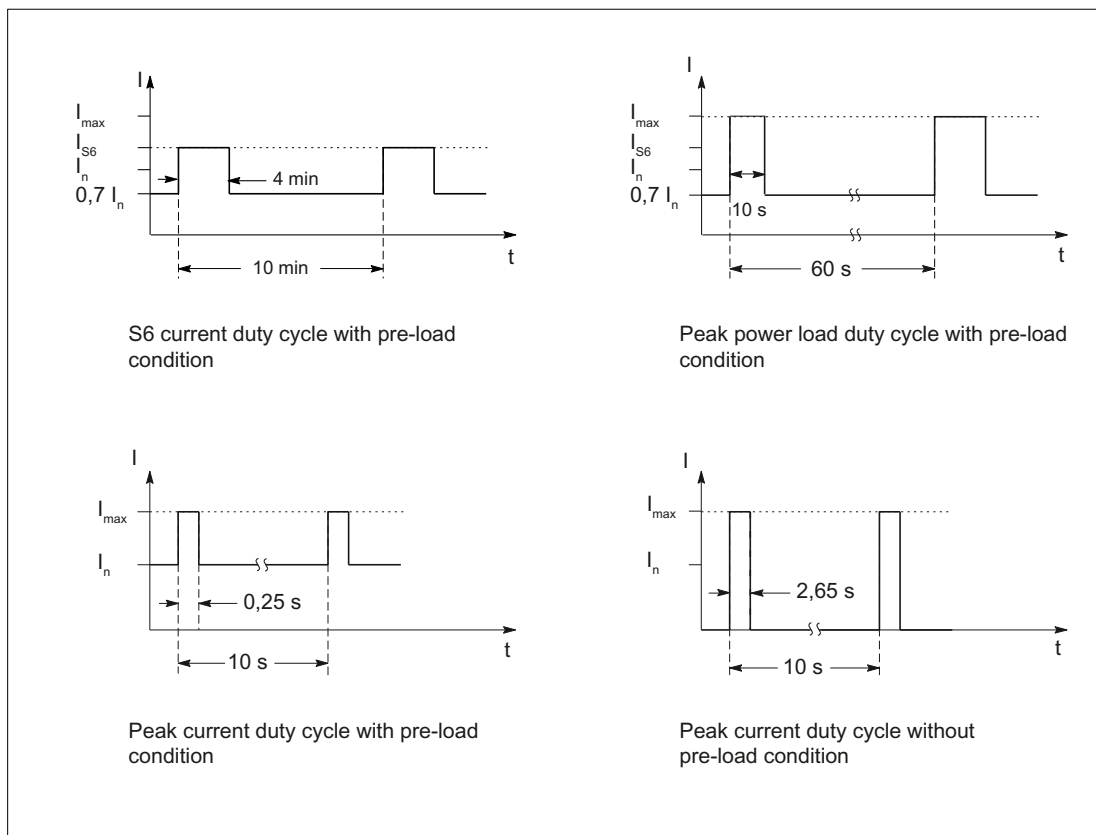 I
I_max
I_S6
I_n
0,7 I_n
4 min
t
10 min
S6 current duty cycle with pre-load
condition
I
I_max
I_S6
I_n
0,7 I_n
10 s
t
60 s
Peak power load duty cycle with pre-load
condition
I
I_max
I_n
0,25 s
t
10 s
Peak current duty cycle with pre-load
condition
I
I_max
I_n
2,65 s
t
10 s
Peak current duty cycle without
pre-load condition